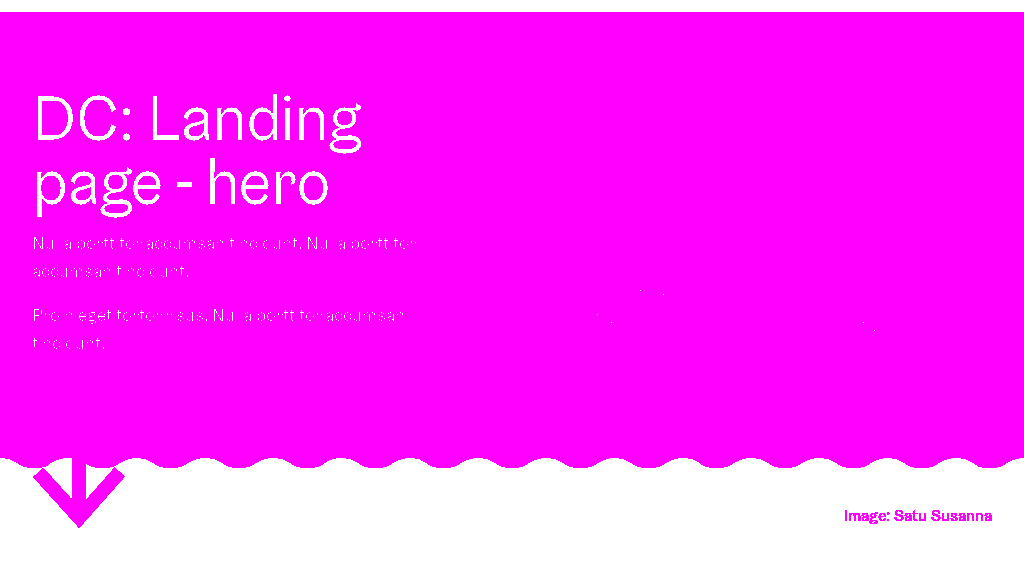 DC: Landing
page - hero
Nulla porttitor accumsan tincidunt. Nulla porttitor
accumsan tincidunt.
Proin eget tortor risus. Nulla porttitor accumsan
tincidunt.
Image: Satu Susanna